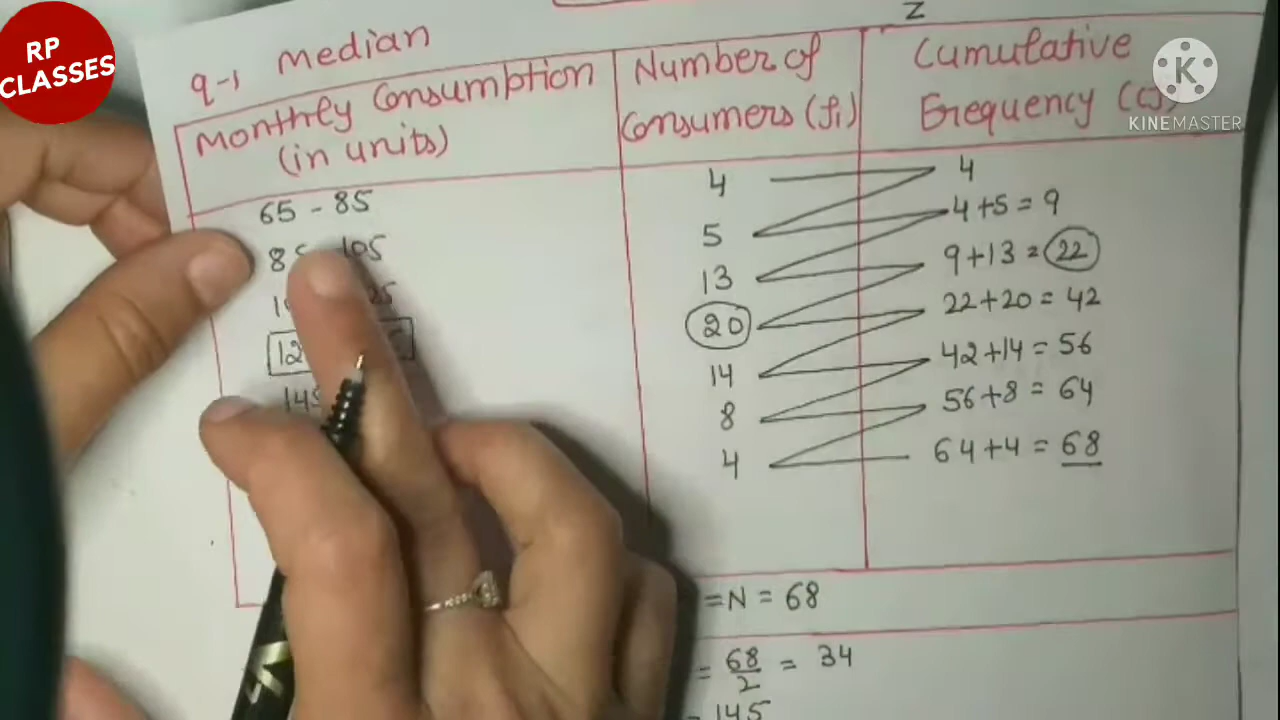 RP
CLASSES
q-1 Median
Monthly Consumption
(in units)
Number of
Consumers (fi)
Cumulative
Frequency (cf)
65 - 85 4 4
5 4+5 = 9
13 9+13 = 22
20 22+20 = 42
14 42+14 = 56
8 56+8 = 64
4 64+4 = 68
= N = 68
= 68/2 = 34
145
K
KINEMASTER